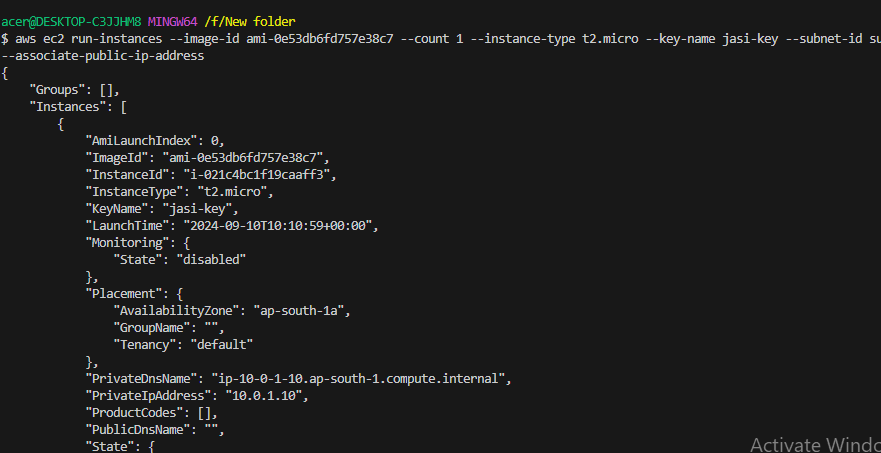 acer@DESKTOP-C3JJHM8 MINGW64 /f/New folder
$ aws ec2 run-instances --image-id ami-0e53db6fd757e38c7 --count 1 --instance-type t2.micro --key-name jasi-key --subnet-id su
--associate-public-ip-address
{
    "Groups": [],
    "Instances": [
        {
            "AmiLaunchIndex": 0,
            "ImageId": "ami-0e53db6fd757e38c7",
            "InstanceId": "i-021c4bc1f19caaff3",
            "InstanceType": "t2.micro",
            "KeyName": "jasi-key",
            "LaunchTime": "2024-09-10T10:10:59+00:00",
            "Monitoring": {
                "State": "disabled"
            },
            "Placement": {
                "AvailabilityZone": "ap-south-1a",
                "GroupName": "",
                "Tenancy": "default"
            },
            "PrivateDnsName": "ip-10-0-1-10.ap-south-1.compute.internal",
            "PrivateIpAddress": "10.0.1.10",
            "ProductCodes": [],
            "PublicDnsName": "",
            "State": {
Activate Windo